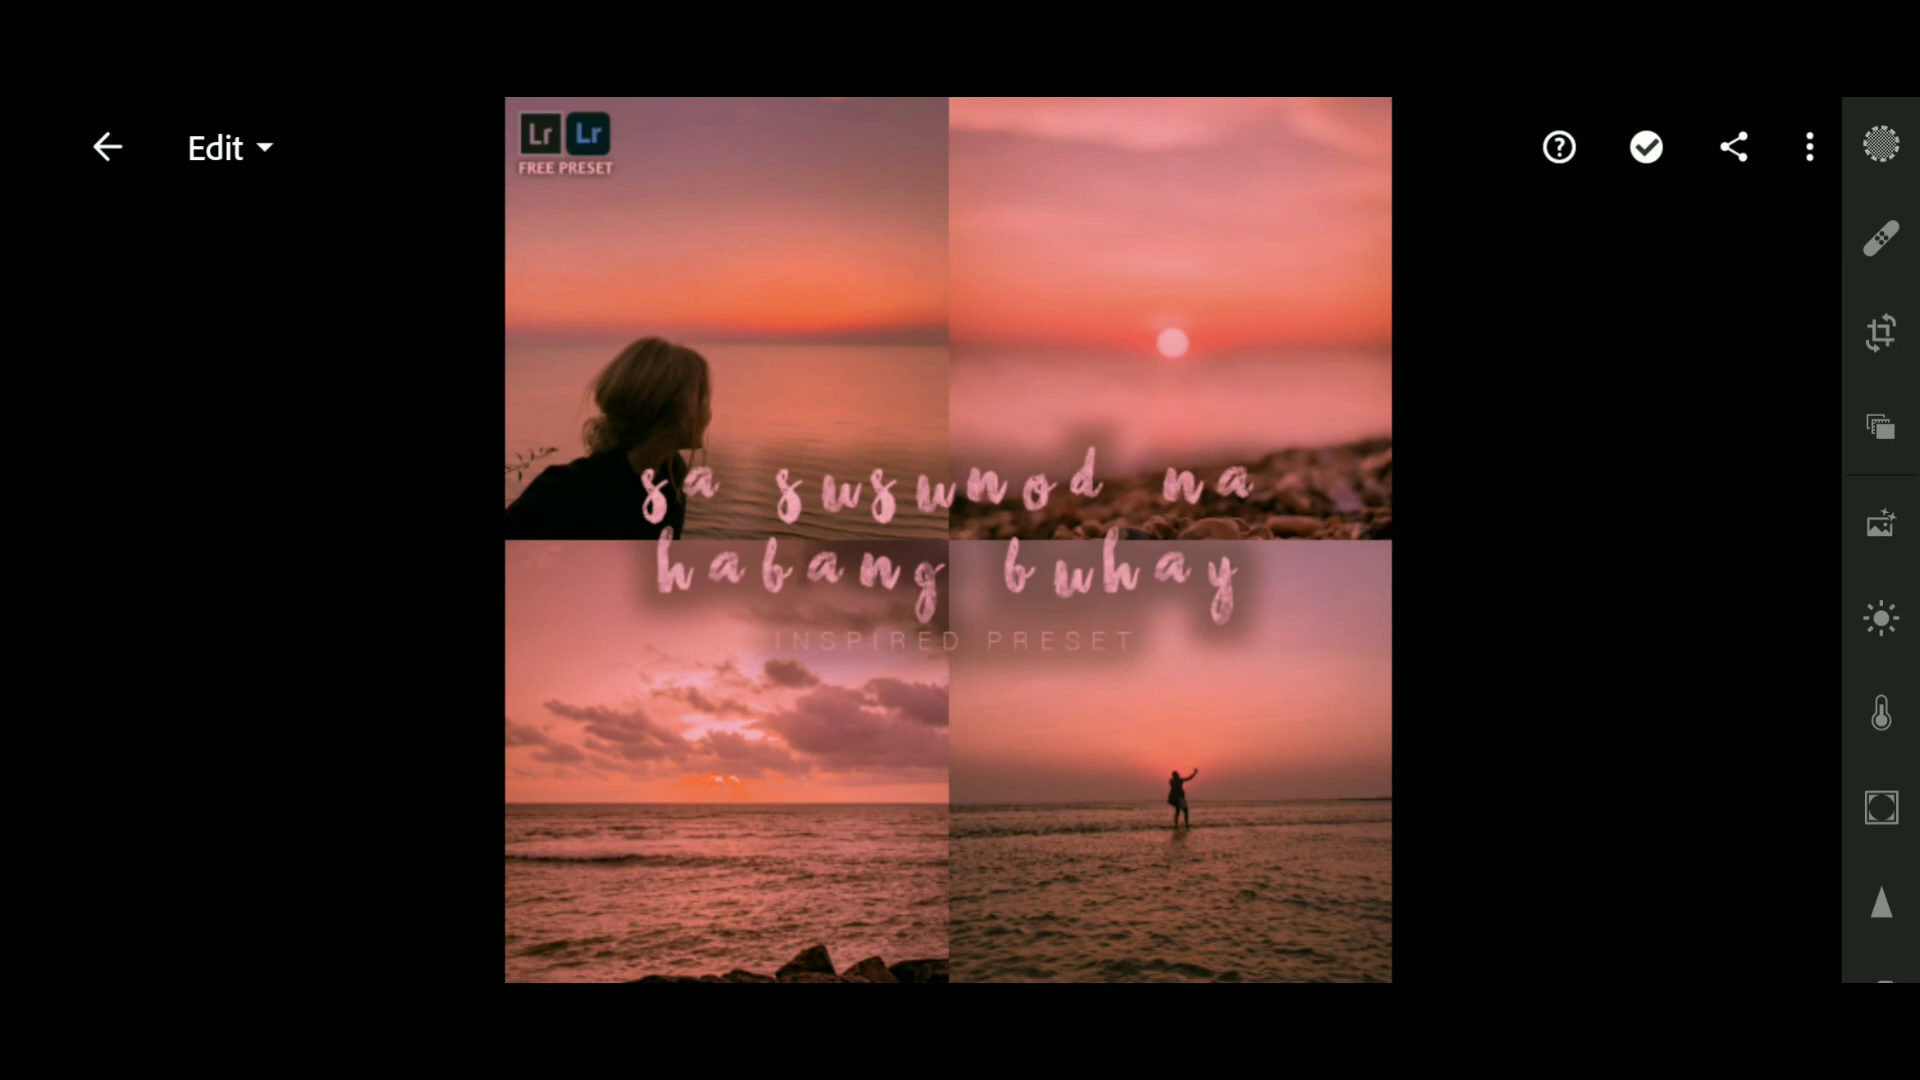 Edit
Lr Lr
FREE PRESET
sa susunod na
habang buhay
INSPIRED PRESET